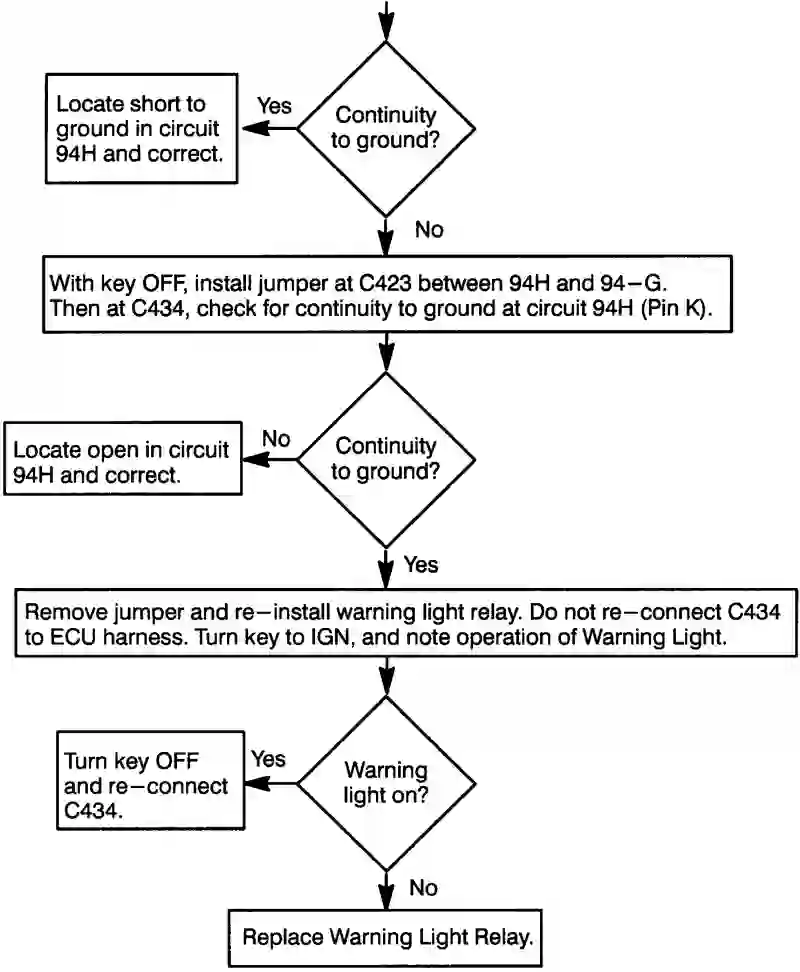 Continuity
to ground?
Yes
Locate short to
ground in circuit
94H and correct.
No
With key OFF, install jumper at C423 between 94H and 94–G.
Then at C434, check for continuity to ground at circuit 94H (Pin K).
Continuity
to ground?
No
Locate open in circuit
94H and correct.
Yes
Remove jumper and re–install warning light relay. Do not re–connect C434
to ECU harness. Turn key to IGN, and note operation of Warning Light.
Warning
light on?
Yes
Turn key OFF
and re–connect
C434.
No
Replace Warning Light Relay.